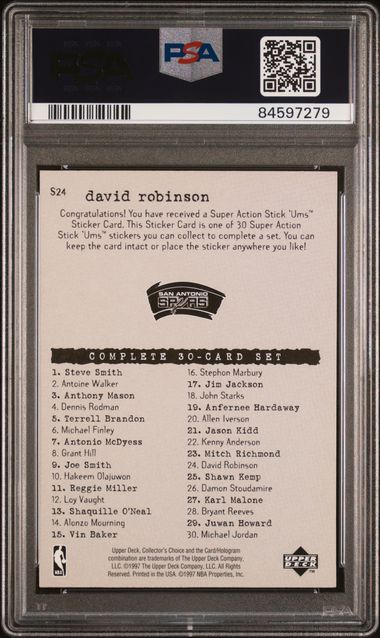 PSA
PSA
84597279
S24
david robinson
Congratulations! You have received a Super Action Stick 'Ums™
Sticker Card. This Sticker Card is one of 30 Super Action
Stick 'Ums™ stickers you can collect to complete a set. You can
keep the card intact or place the sticker anywhere you like!
SAN ANTONIO
SPURS
COMPLETE 30-CARD SET
1. Steve Smith
2. Antoine Walker
3. Anthony Mason
4. Dennis Rodman
5. Terrell Brandon
6. Michael Finley
7. Antonio McDyess
8. Grant Hill
9. Joe Smith
10. Hakeem Olajuwon
11. Reggie Miller
12. Loy Vaught
13. Shaquille O'Neal
14. Alonzo Mourning
15. Vin Baker
16. Stephon Marbury
17. Jim Jackson
18. John Starks
19. Anfernee Hardaway
20. Allen Iverson
21. Jason Kidd
22. Kenny Anderson
23. Mitch Richmond
24. David Robinson
25. Shawn Kemp
26. Damon Stoudamire
27. Karl Malone
28. Bryant Reeves
29. Juwan Howard
30. Michael Jordan
Upper Deck, Collector's Choice and the Card/Hologram
combination are trademarks of The Upper Deck Company,
LLC. ©1997 The Upper Deck Company, LLC. All Rights
Reserved. Printed in the USA. ©1997 NBA Properties, Inc.
NBA
UPPER
DECK
PSA